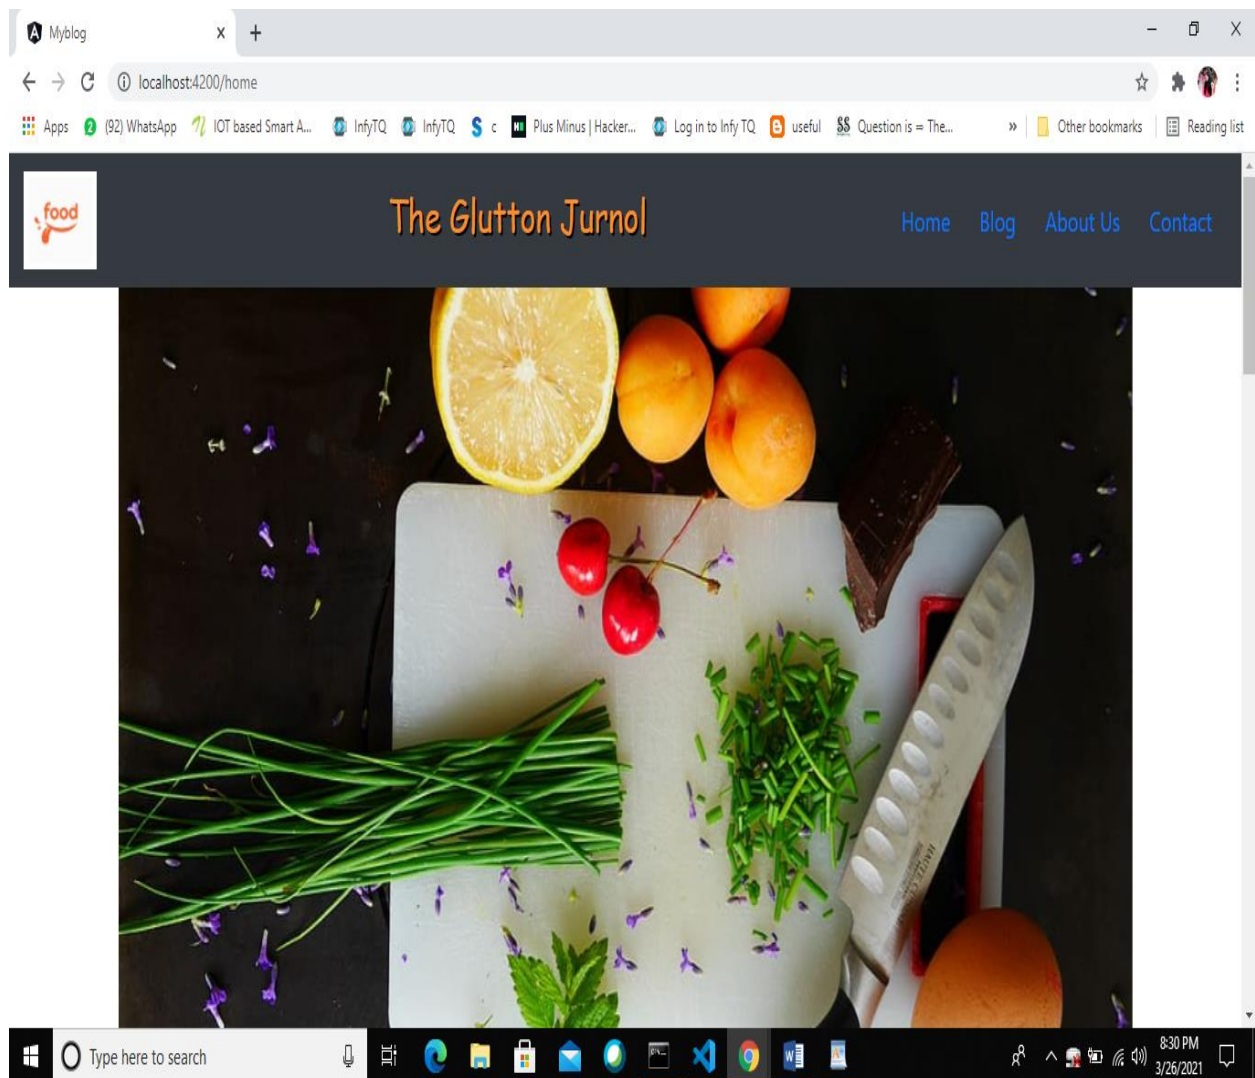 Myblog
localhost:4200/home
Apps (92) WhatsApp IOT based Smart A... InfyTQ InfyTQ c Plus Minus | Hacker... Log in to Infy TQ useful Question is = The... » Other bookmarks Reading list
food
The Glutton Jurnol
Home Blog About Us Contact
Type here to search
8:30 PM
3/26/2021